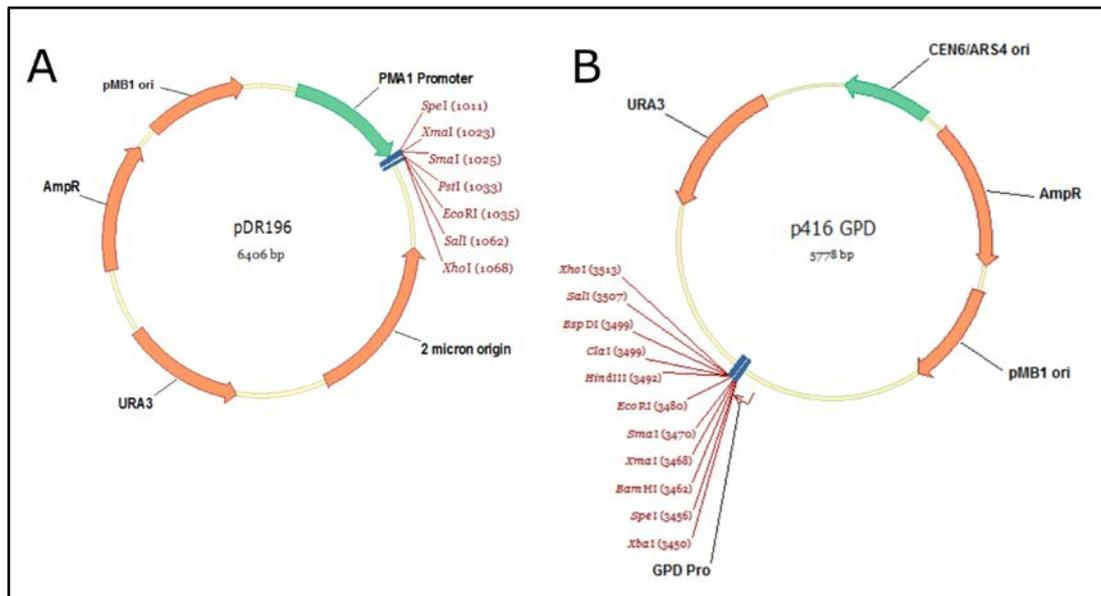 A
pMB1 ori
PMA1 Promoter
SpeI (1011)
XmaI (1023)
SmaI (1025)
PstI (1033)
EcoRI (1035)
SalI (1062)
XhoI (1068)
AmpR
pDR196
6406 bp
2 micron origin
URA3
B
CEN6/ARS4 ori
URA3
AmpR
p416 GPD
5778 bp
XhoI (3513)
SalI (3507)
BspDI (3499)
ClaI (3499)
HindIII (3492)
EcoRI (3480)
SmaI (3470)
XmaI (3468)
BamHI (3462)
SpeI (3456)
XbaI (3450)
GPD Pro
pMB1 ori